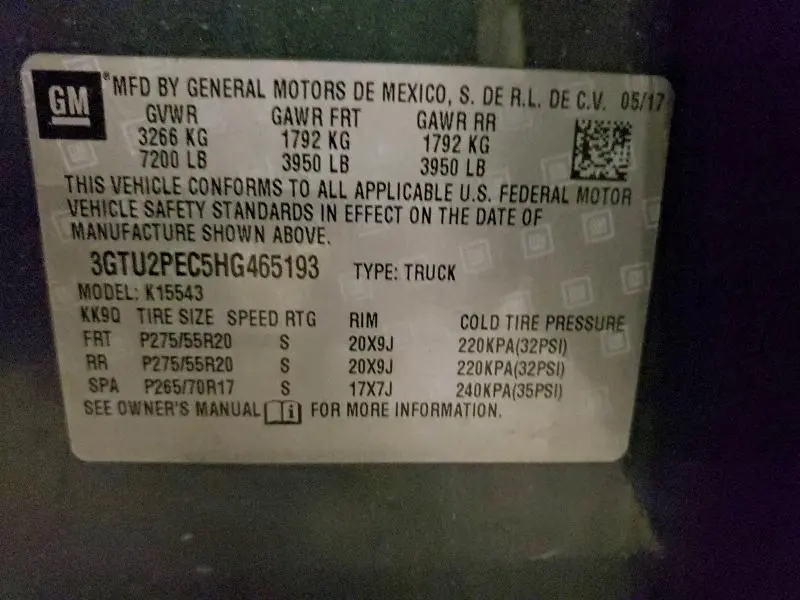 GM ® MFD BY GENERAL MOTORS DE MEXICO, S. DE R.L. DE C.V. 05/17
GVWR GAWR FRT GAWR RR
3266 KG 1792 KG 1792 KG
7200 LB 3950 LB 3950 LB
THIS VEHICLE CONFORMS TO ALL APPLICABLE U.S. FEDERAL MOTOR
VEHICLE SAFETY STANDARDS IN EFFECT ON THE DATE OF
MANUFACTURE SHOWN ABOVE.
3GTU2PEC5HG465193 TYPE: TRUCK
MODEL: K15543
KK9Q TIRE SIZE SPEED RTG RIM COLD TIRE PRESSURE
FRT P275/55R20 S 20X9J 220KPA(32PSI)
RR P275/55R20 S 20X9J 220KPA(32PSI)
SPA P265/70R17 S 17X7J 240KPA(35PSI)
SEE OWNER'S MANUAL i FOR MORE INFORMATION.